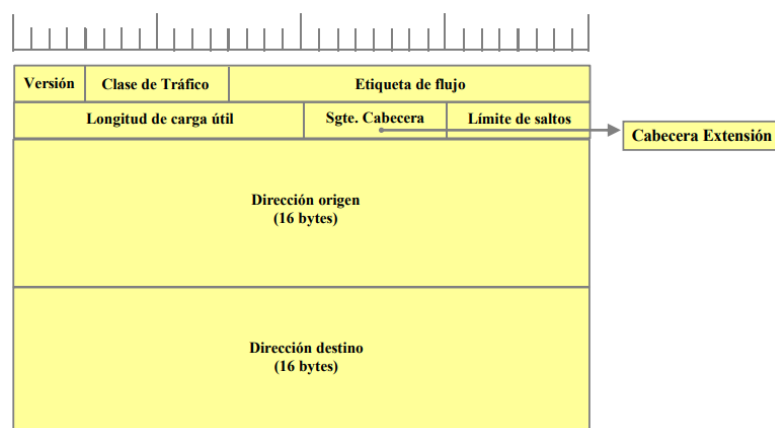 Versión
Clase de Tráfico
Etiqueta de flujo
Longitud de carga útil
Sgte. Cabecera
Límite de saltos
Cabecera Extensión
Dirección origen
(16 bytes)
Dirección destino
(16 bytes)